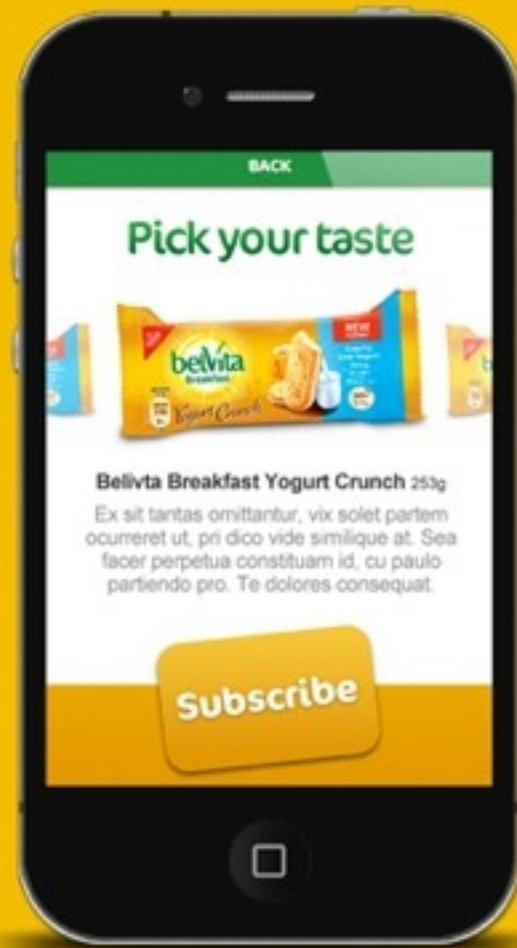 BACK
Pick your taste
NEW
belVita
Breakfast
Yogurt Crunch
Belivta Breakfast Yogurt Crunch 253g
Ex sit tantas omittantur, vix solet partem
ocurreret ut, pri dico vide similique at. Sea
facer perpetua constituam id, cu paulo
partiendo pro. Te dolores consequat.
Subscribe